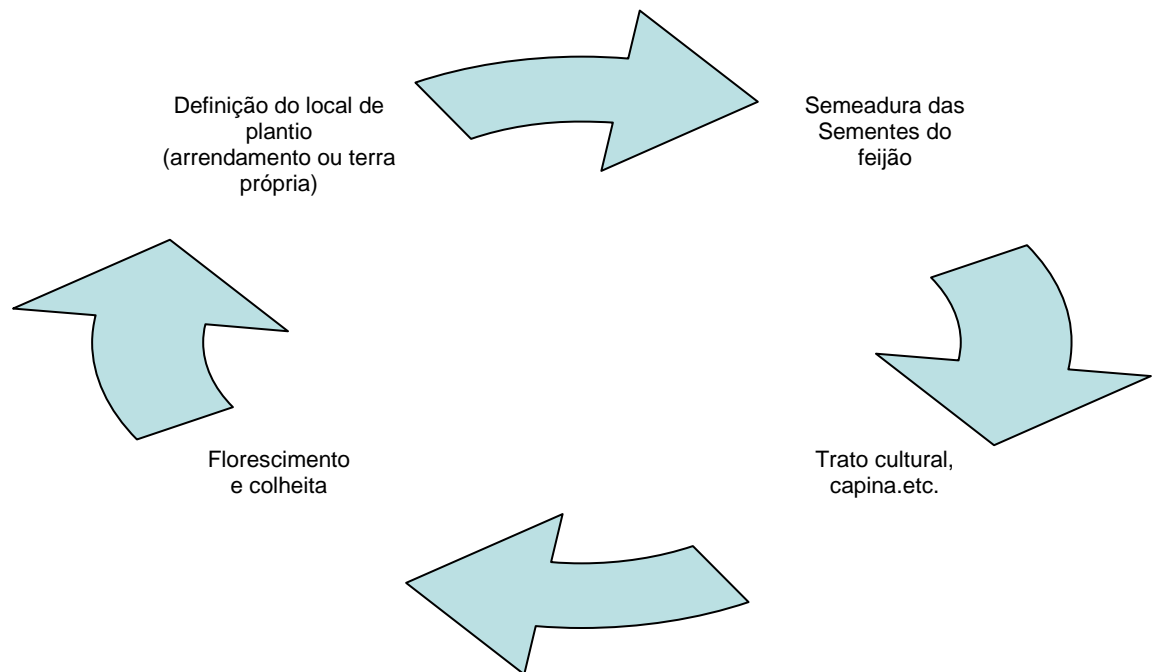 Definição do local de
plantio
(arrendamento ou terra
própria)
Semeadura das
Sementes do
feijão
Trato cultural,
capina.etc.
Florescimento
e colheita